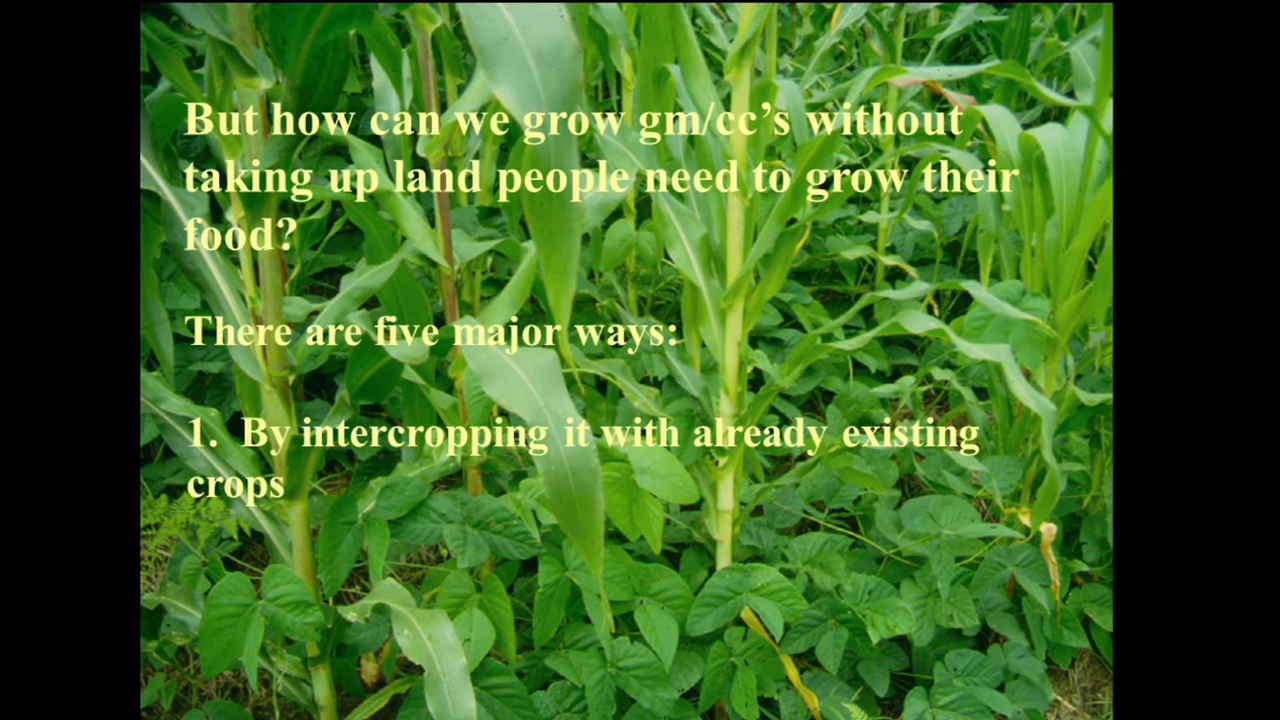 But how can we grow gm/cc’s without
taking up land people need to grow their
food?
There are five major ways:
1. By intercropping it with already existing
crops